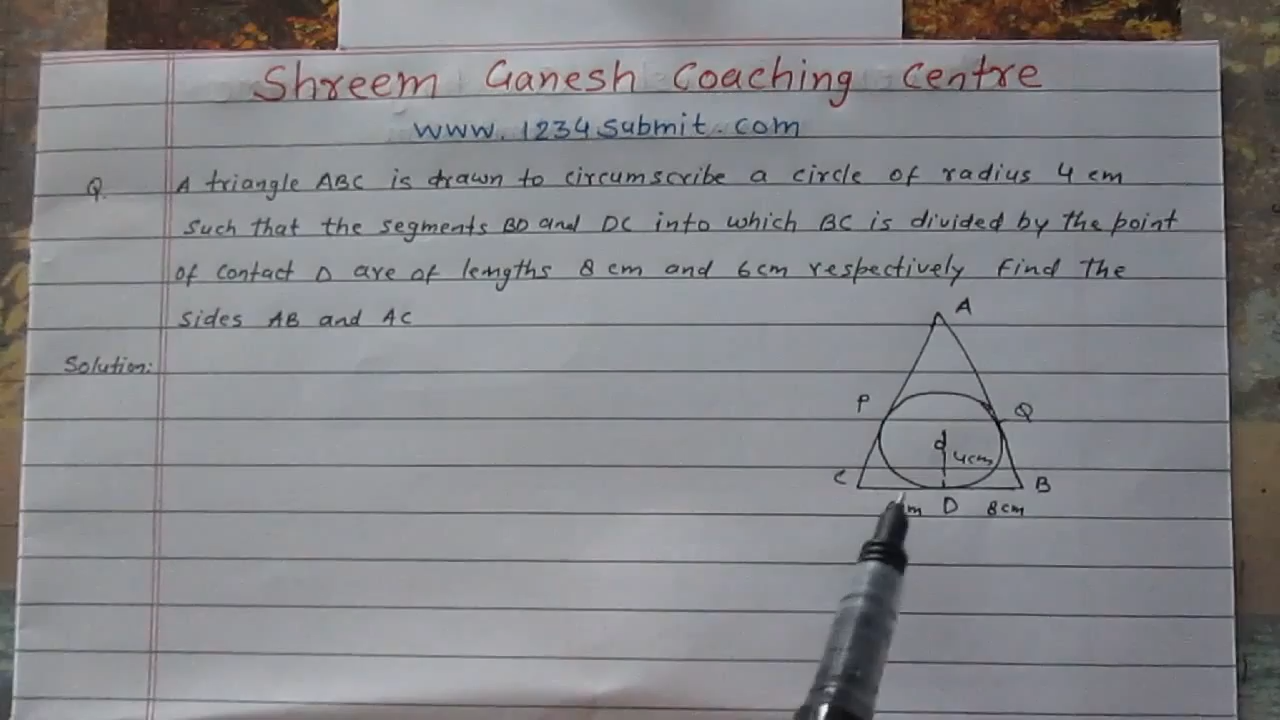 Shreem Ganesh Coaching Centre
www.1234submit.com
Q. A triangle ABC is drawn to circumscribe a circle of radius 4 cm
such that the segments BD and DC into which BC is divided by the point
of contact D are of lengths 8 cm and 6 cm respectively Find the
sides AB and AC
Solution:
A
P
Q
4cm
C
B
D 8cm